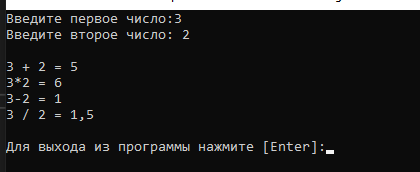 Введите первое число:3
Введите второе число: 2
3 + 2 = 5
3*2 = 6
3-2 = 1
3 / 2 = 1,5
Для выхода из программы нажмите [Enter]: